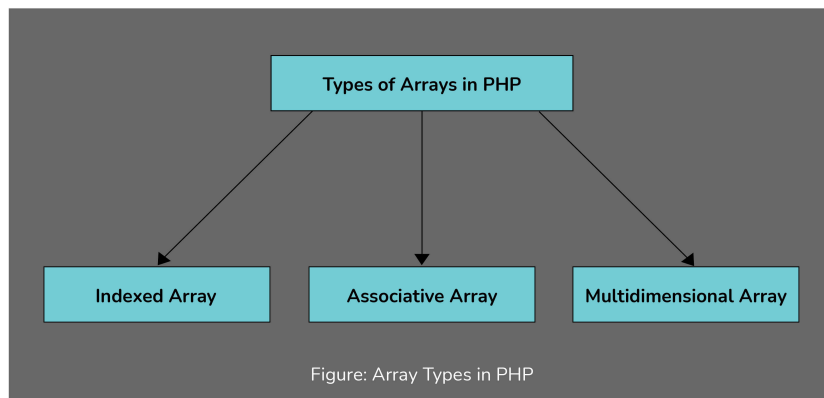 Types of Arrays in PHP
Indexed Array
Associative Array
Multidimensional Array
Figure: Array Types in PHP